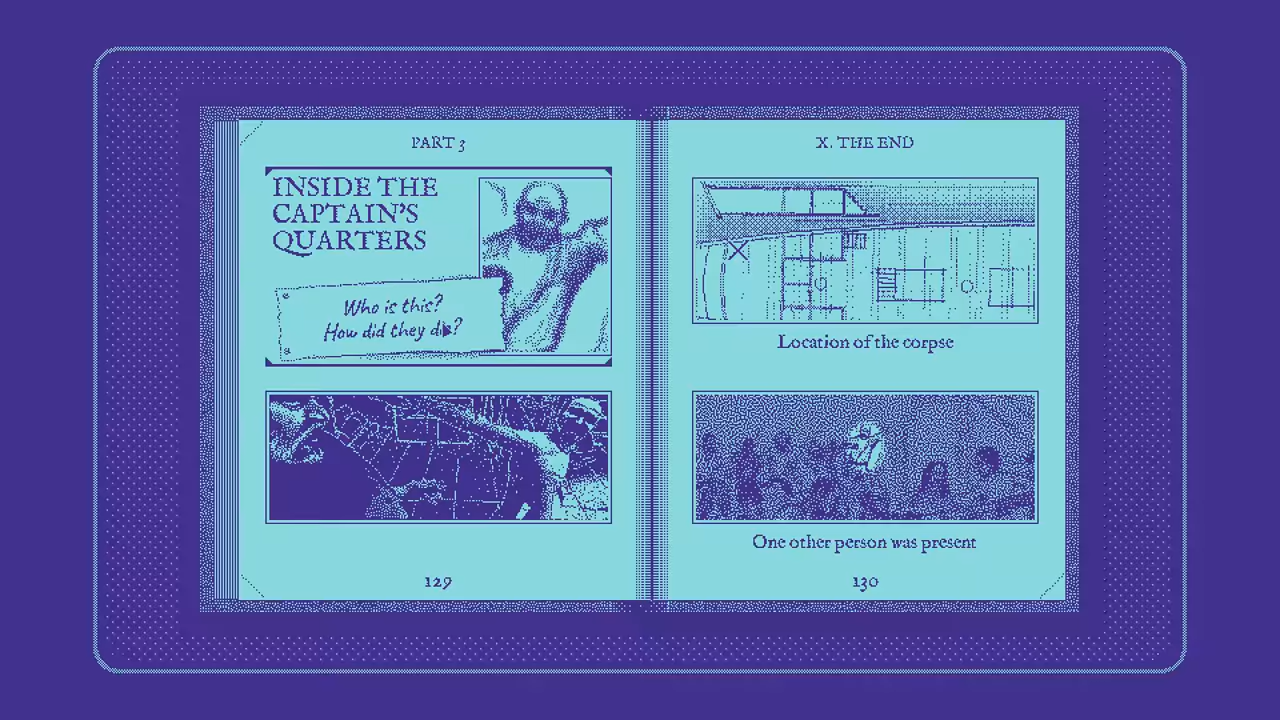 PART 3
INSIDE THE
CAPTAIN'S
QUARTERS
Who is this?
How did they die?
129
X. THE END
Location of the corpse
One other person was present
130